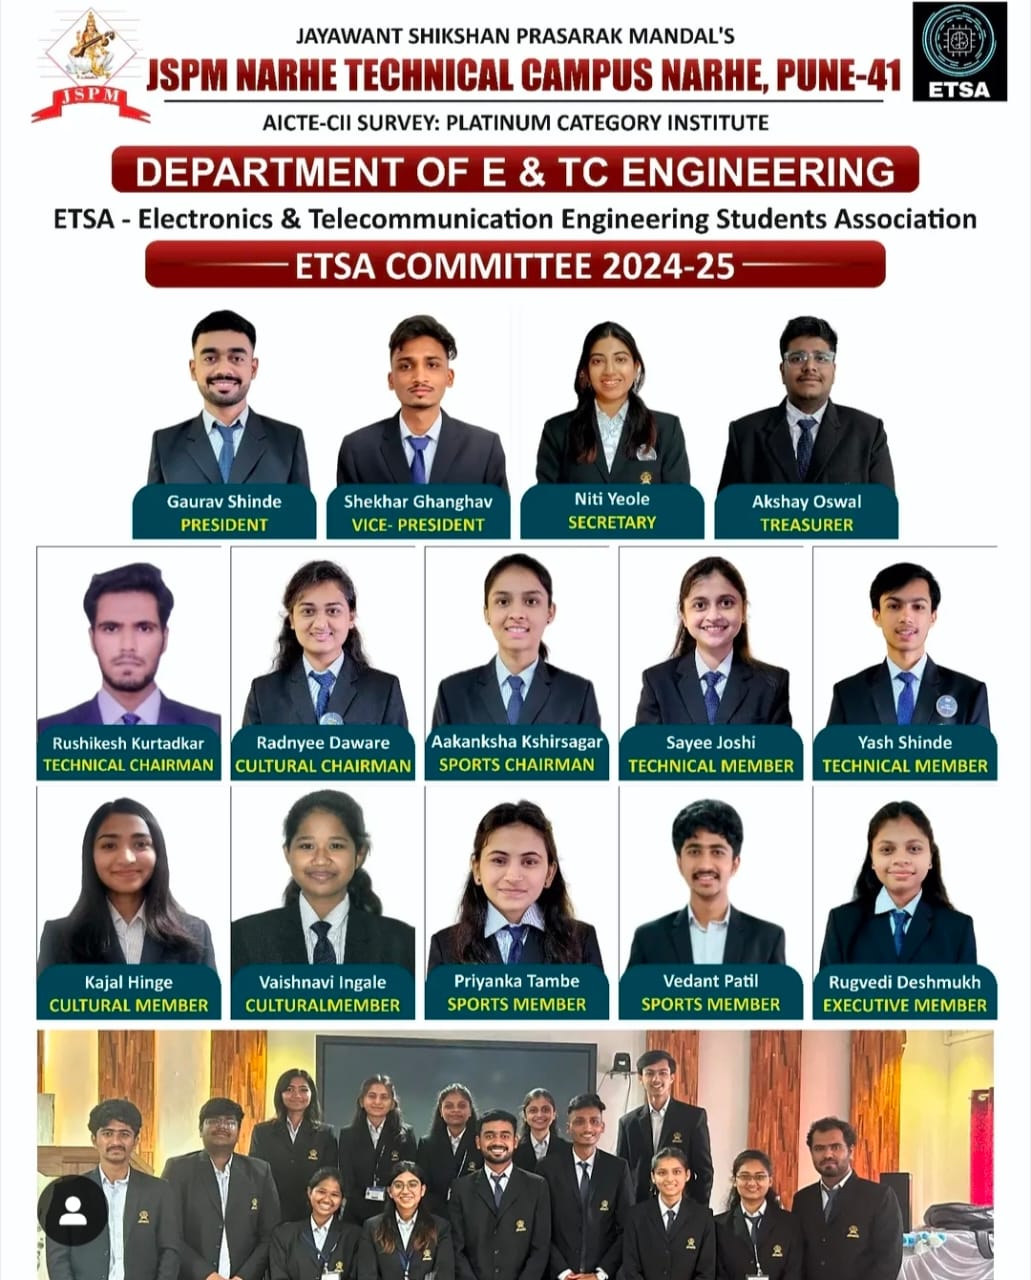 JAYAWANT SHIKSHAN PRASARAK MANDAL'S
JSPM NARHE TECHNICAL CAMPUS NARHE, PUNE-41
JSPM
ETSA
AICTE-CII SURVEY: PLATINUM CATEGORY INSTITUTE
DEPARTMENT OF E & TC ENGINEERING
ETSA - Electronics & Telecommunication Engineering Students Association
ETSA COMMITTEE 2024-25
Gaurav Shinde
PRESIDENT
Shekhar Ghanghav
VICE- PRESIDENT
Niti Yeole
SECRETARY
Akshay Oswal
TREASURER
Rushikesh Kurtadkar
TECHNICAL CHAIRMAN
Radnyee Daware
CULTURAL CHAIRMAN
Aakanksha Kshirsagar
SPORTS CHAIRMAN
Sayee Joshi
TECHNICAL MEMBER
Yash Shinde
TECHNICAL MEMBER
Kajal Hinge
CULTURAL MEMBER
Vaishnavi Ingale
CULTURALMEMBER
Priyanka Tambe
SPORTS MEMBER
Vedant Patil
SPORTS MEMBER
Rugvedi Deshmukh
EXECUTIVE MEMBER